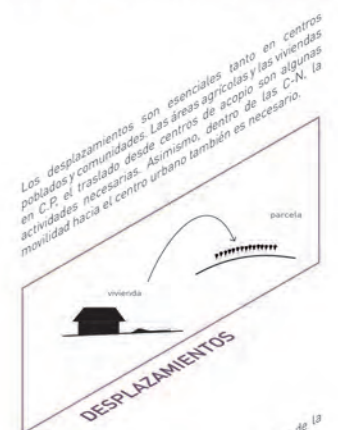 Los desplazamientos son esenciales tanto en centros
poblados y comunidades. Las áreas agrícolas y las viviendas
en C.P, el traslado desde centros de acopio son algunas
actividades necesarias. Asimismo, dentro de las C-N, la
movilidad hacia el centro urbano también es necesario.
parcela
vivienda
DESPLAZAMIENTOS
de la